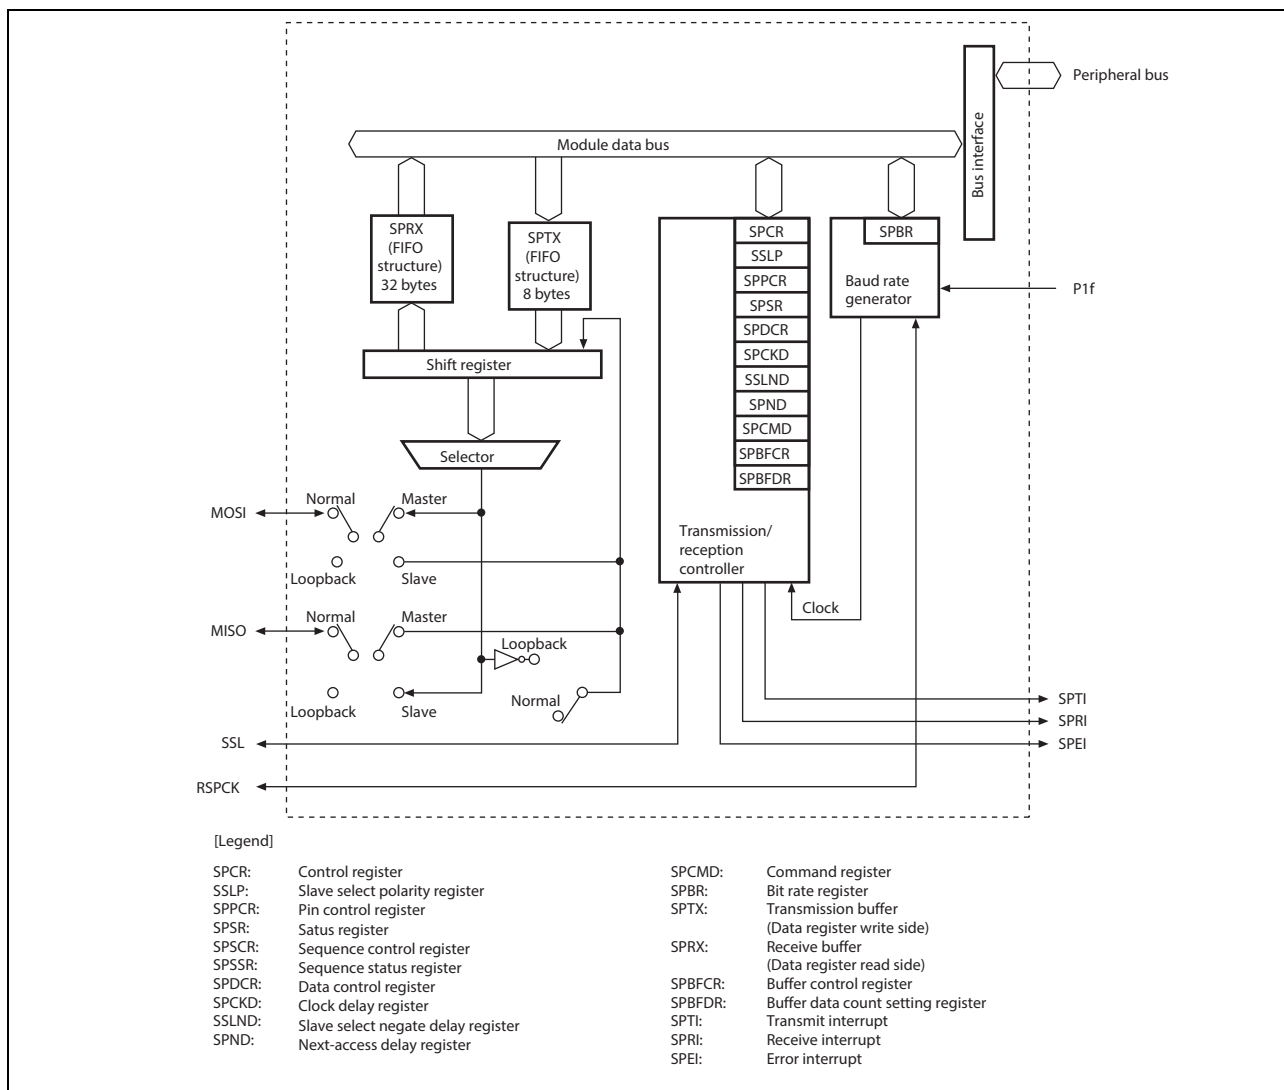 Peripheral bus
Bus interface
Module data bus
SPRX
(FIFO
structure)
32 bytes
SPTX
(FIFO
structure)
8 bytes
SPCR
SSLP
SPPCR
SPSR
SPDCR
SPCKD
SSLND
SPND
SPCMD
SPBFCR
SPBFDR
SPBR
Baud rate
generator
P1f
Shift register
Selector
Transmission/
reception
controller
Clock
MOSI
Normal
Master
Loopback
Slave
MISO
Normal
Master
Loopback
Loopback
Slave
Normal
SSL
RSPCK
SPTI
SPRI
SPEI
[Legend]
SPCR: Control register
SSLP: Slave select polarity register
SPPCR: Pin control register
SPSR: Satus register
SPSCR: Sequence control register
SPSSR: Sequence status register
SPDCR: Data control register
SPCKD: Clock delay register
SSLND: Slave select negate delay register
SPND: Next-access delay register
SPCMD: Command register
SPBR: Bit rate register
SPTX: Transmission buffer
(Data register write side)
SPRX: Receive buffer
(Data register read side)
SPBFCR: Buffer control register
SPBFDR: Buffer data count setting register
SPTI: Transmit interrupt
SPRI: Receive interrupt
SPEI: Error interrupt